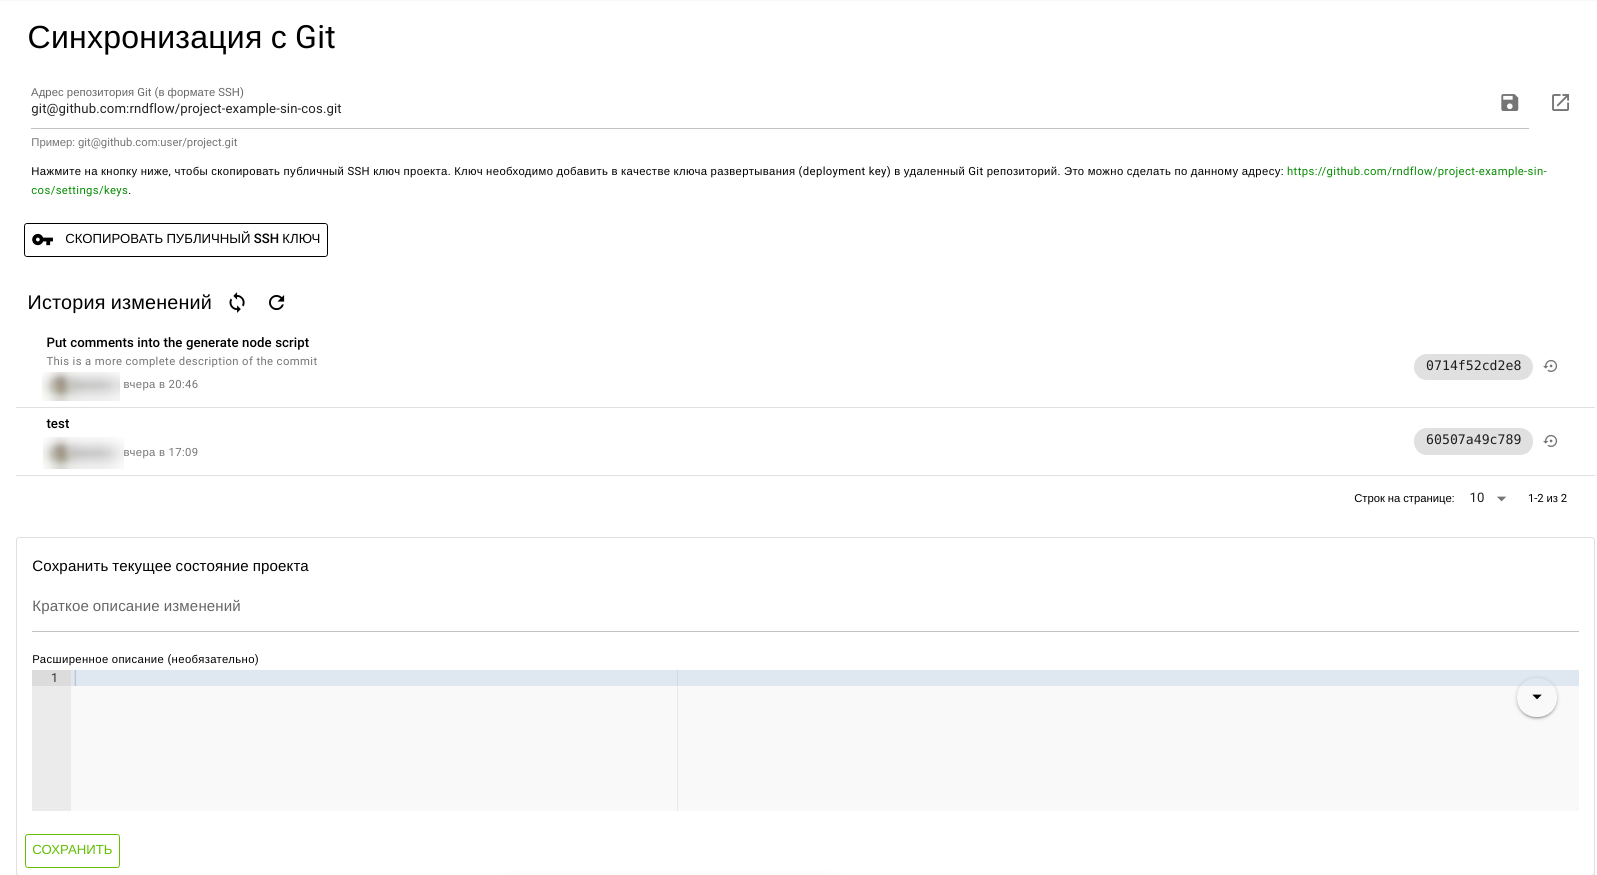 Синхронизация с Git
Адрес репозитория Git (в формате SSH)
git@github.com:rndflow/project-example-sin-cos.git
Пример: git@github.com:user/project.git
Нажмите на кнопку ниже, чтобы скопировать публичный SSH ключ проекта. Ключ необходимо добавить в качестве ключа развертывания (deployment key) в удаленный Git репозиторий. Это можно сделать по данному адресу: https://github.com/rndflow/project-example-sin-
cos/settings/keys.
СКОПИРОВАТЬ ПУБЛИЧНЫЙ SSH КЛЮЧ
История изменений
Put comments into the generate node script
This is a more complete description of the commit
вчера в 20:46
0714f52cd2e8
test
вчера в 17:09
60507a49c789
Строк на странице: 10 1-2 из 2
Сохранить текущее состояние проекта
Краткое описание изменений
Расширенное описание (необязательно)
1
СОХРАНИТЬ